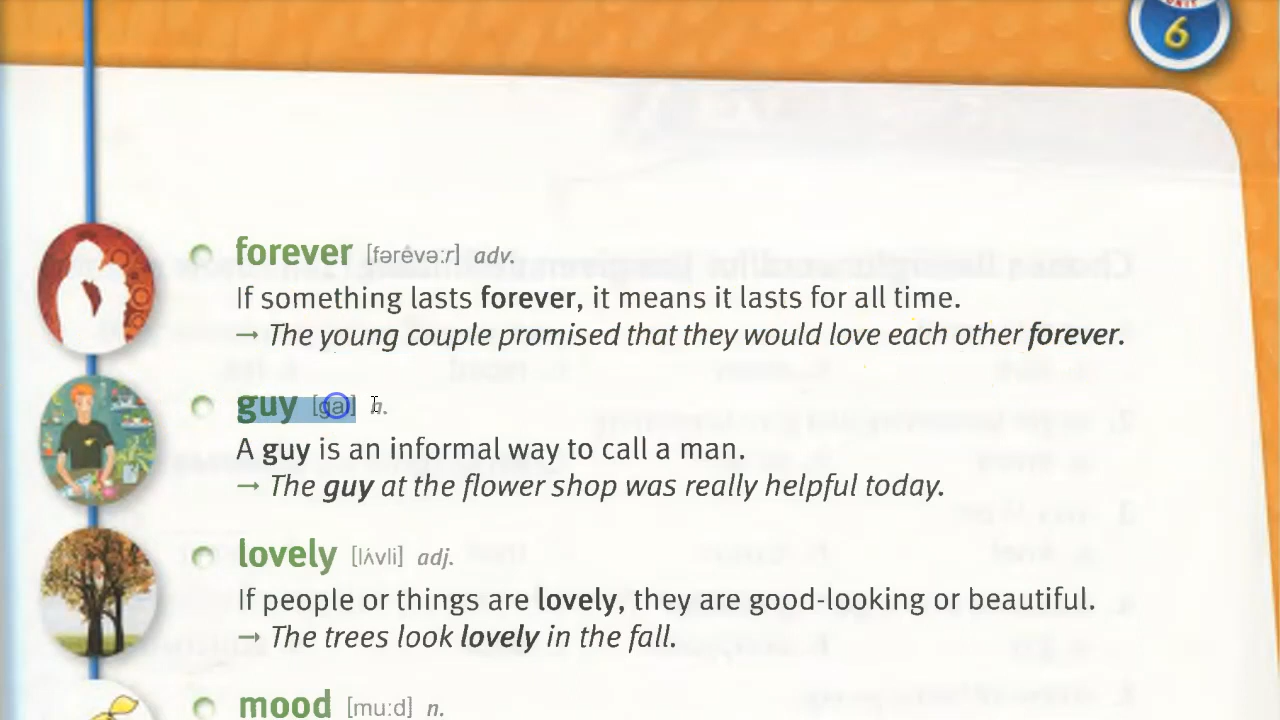 UNIT
6
forever [fərévə:r] adv.
If something lasts forever, it means it lasts for all time.
→ The young couple promised that they would love each other forever.
guy [gai] n.
A guy is an informal way to call a man.
→ The guy at the flower shop was really helpful today.
lovely [lʌ́vli] adj.
If people or things are lovely, they are good-looking or beautiful.
→ The trees look lovely in the fall.
mood [mu:d] n.